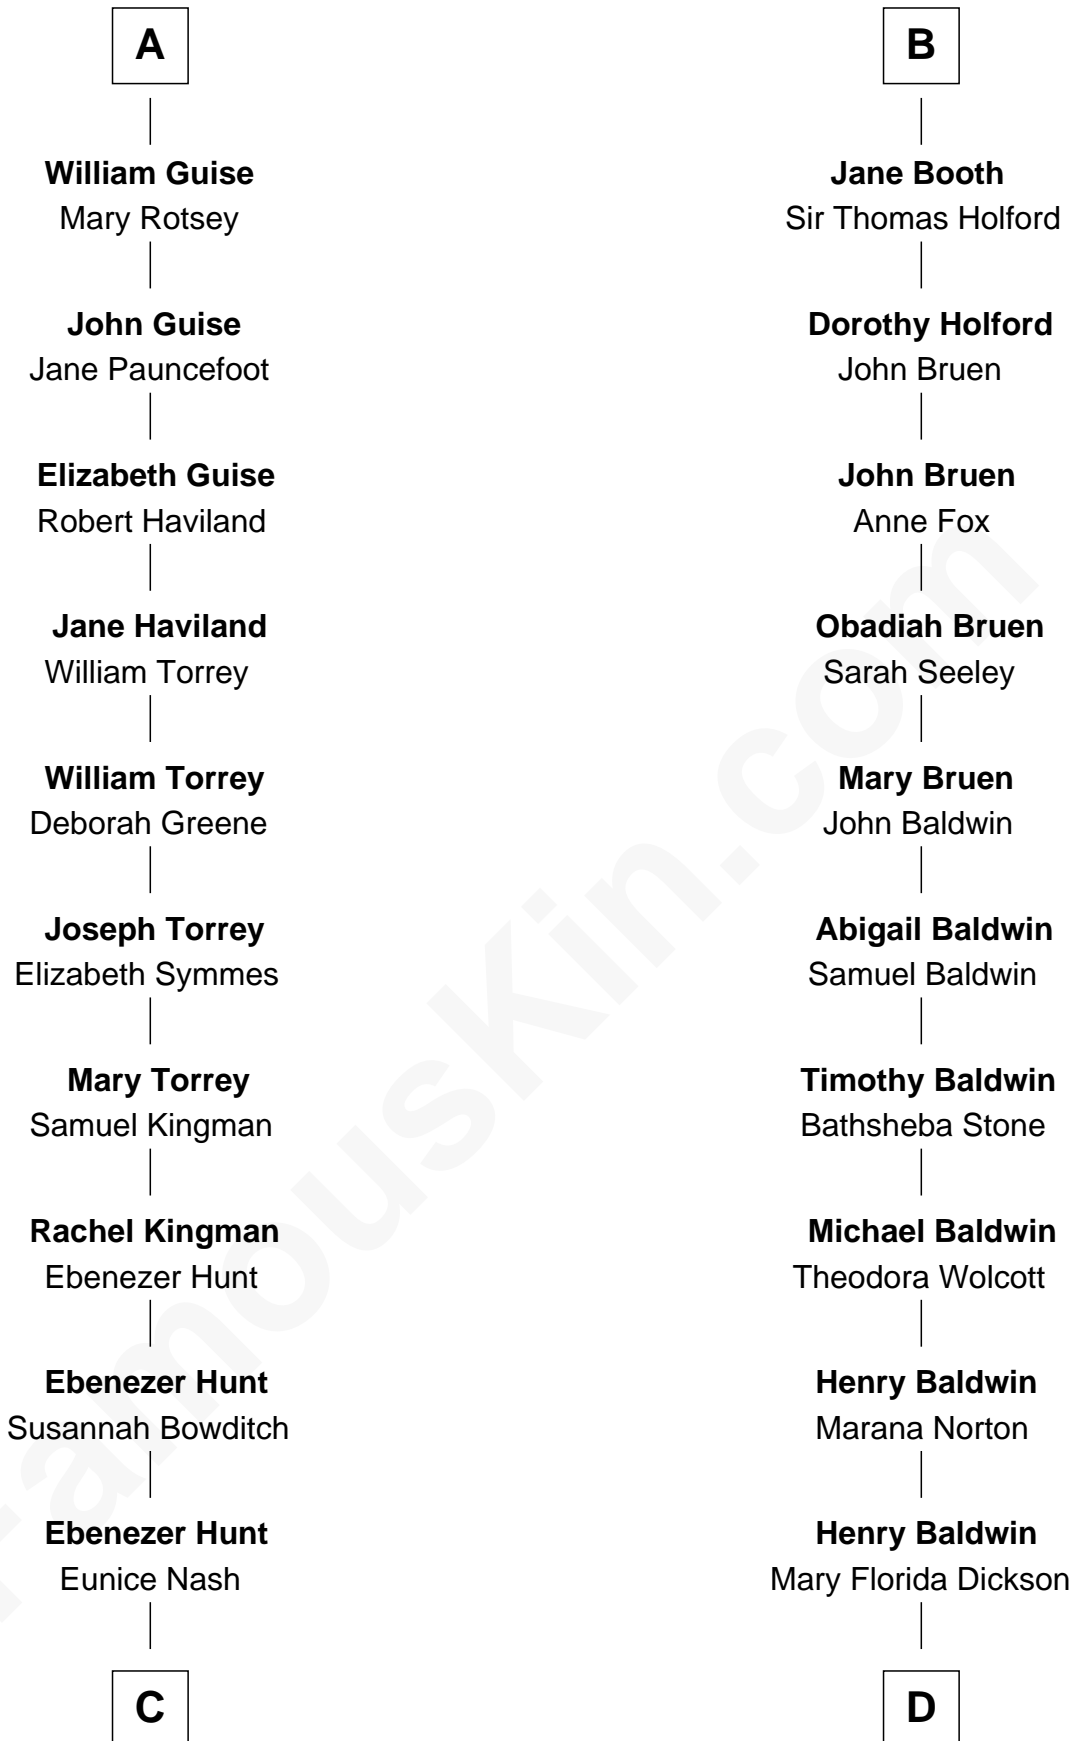 A
William Guise
Mary Rotsey
John Guise
Jane Pauncefoot
Elizabeth Guise
Robert Haviland
Jane Haviland
William Torrey
William Torrey
Deborah Greene
Joseph Torrey
Elizabeth Symmes
Mary Torrey
Samuel Kingman
Rachel Kingman
Ebenezer Hunt
Ebenezer Hunt
Susannah Bowditch
Ebenezer Hunt
Eunice Nash
C
B
Jane Booth
Sir Thomas Holford
Dorothy Holford
John Bruen
John Bruen
Anne Fox
Obadiah Bruen
Sarah Seeley
Mary Bruen
John Baldwin
Abigail Baldwin
Samuel Baldwin
Timothy Baldwin
Bathsheba Stone
Michael Baldwin
Theodora Wolcott
Henry Baldwin
Marana Norton
Henry Baldwin
Mary Florida Dickson
D
FamousKin.com